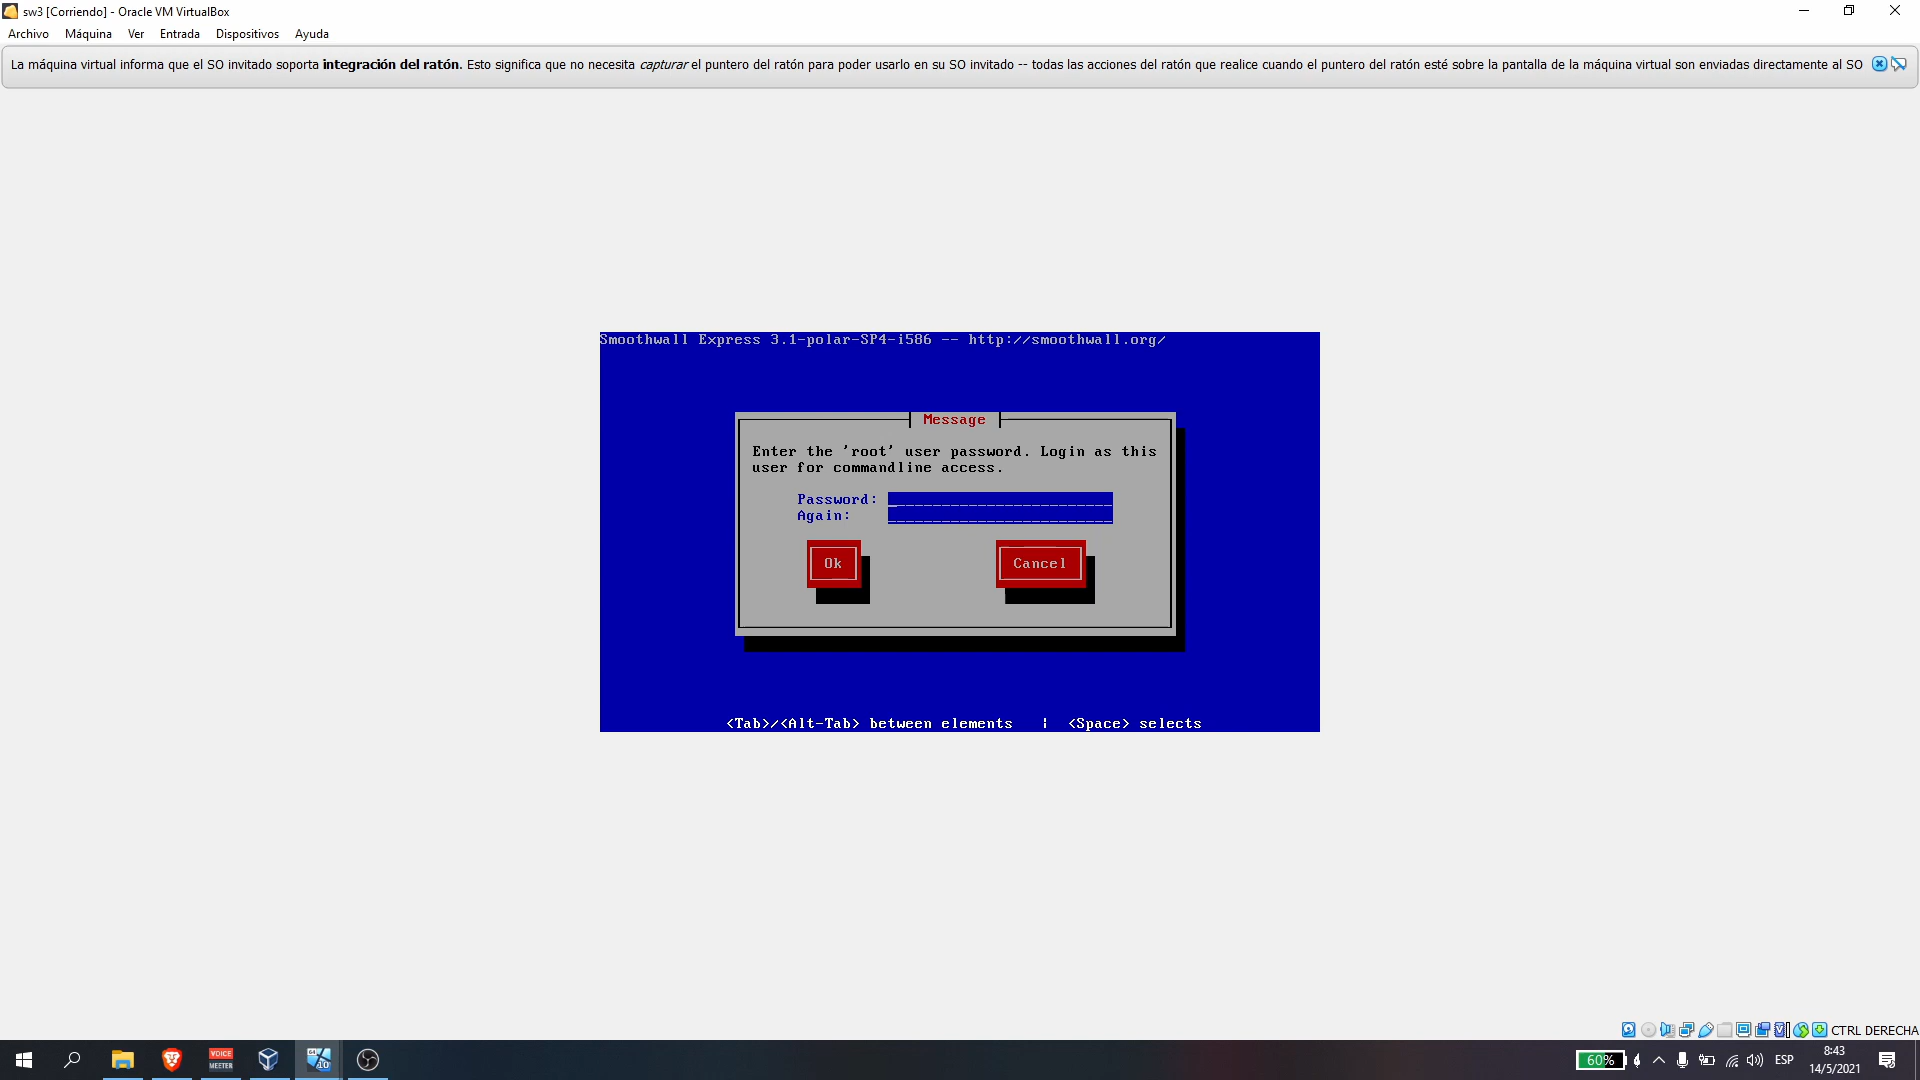 sw3 [Corriendo] - Oracle VM VirtualBox
Archivo Máquina Ver Entrada Dispositivos Ayuda
La máquina virtual informa que el SO invitado soporta integración del ratón. Esto significa que no necesita capturar el puntero del ratón para poder usarlo en su SO invitado -- todas las acciones del ratón que realice cuando el puntero del ratón esté sobre la pantalla de la máquina virtual son enviadas directamente al SO
Smoothwall Express 3.1-polar-SP4-i586 -- http://smoothwall.org/
Message
Enter the 'root' user password. Login as this
user for commandline access.
Password:
Again:
Ok Cancel
<Tab>/<Alt-Tab> between elements | <Space> selects
CTRL DERECHA
VOICE
MEETER
64
10
60%
ESP
8:43
14/5/2021